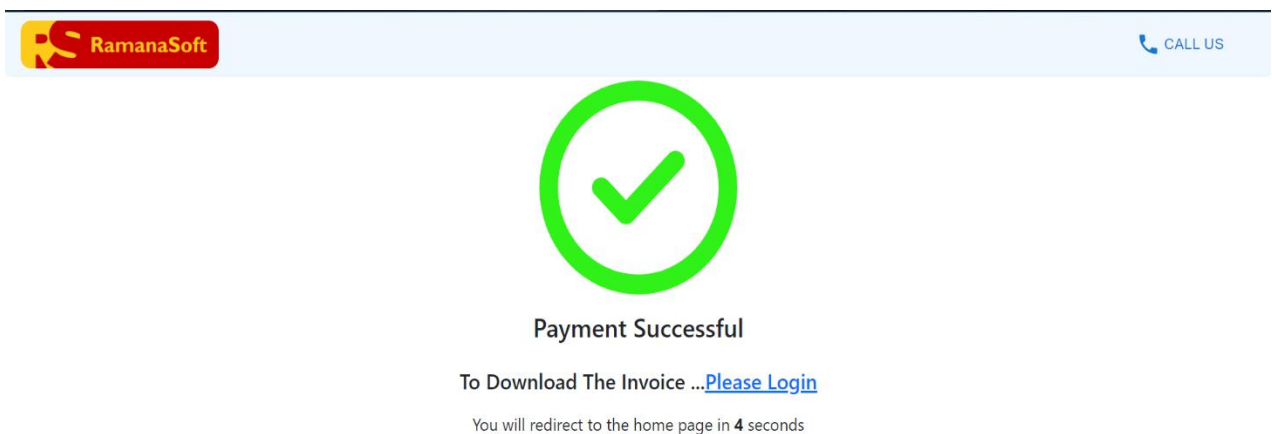 RS RamanaSoft
CALL US
Payment Successful
To Download The Invoice ...Please Login
You will redirect to the home page in 4 seconds